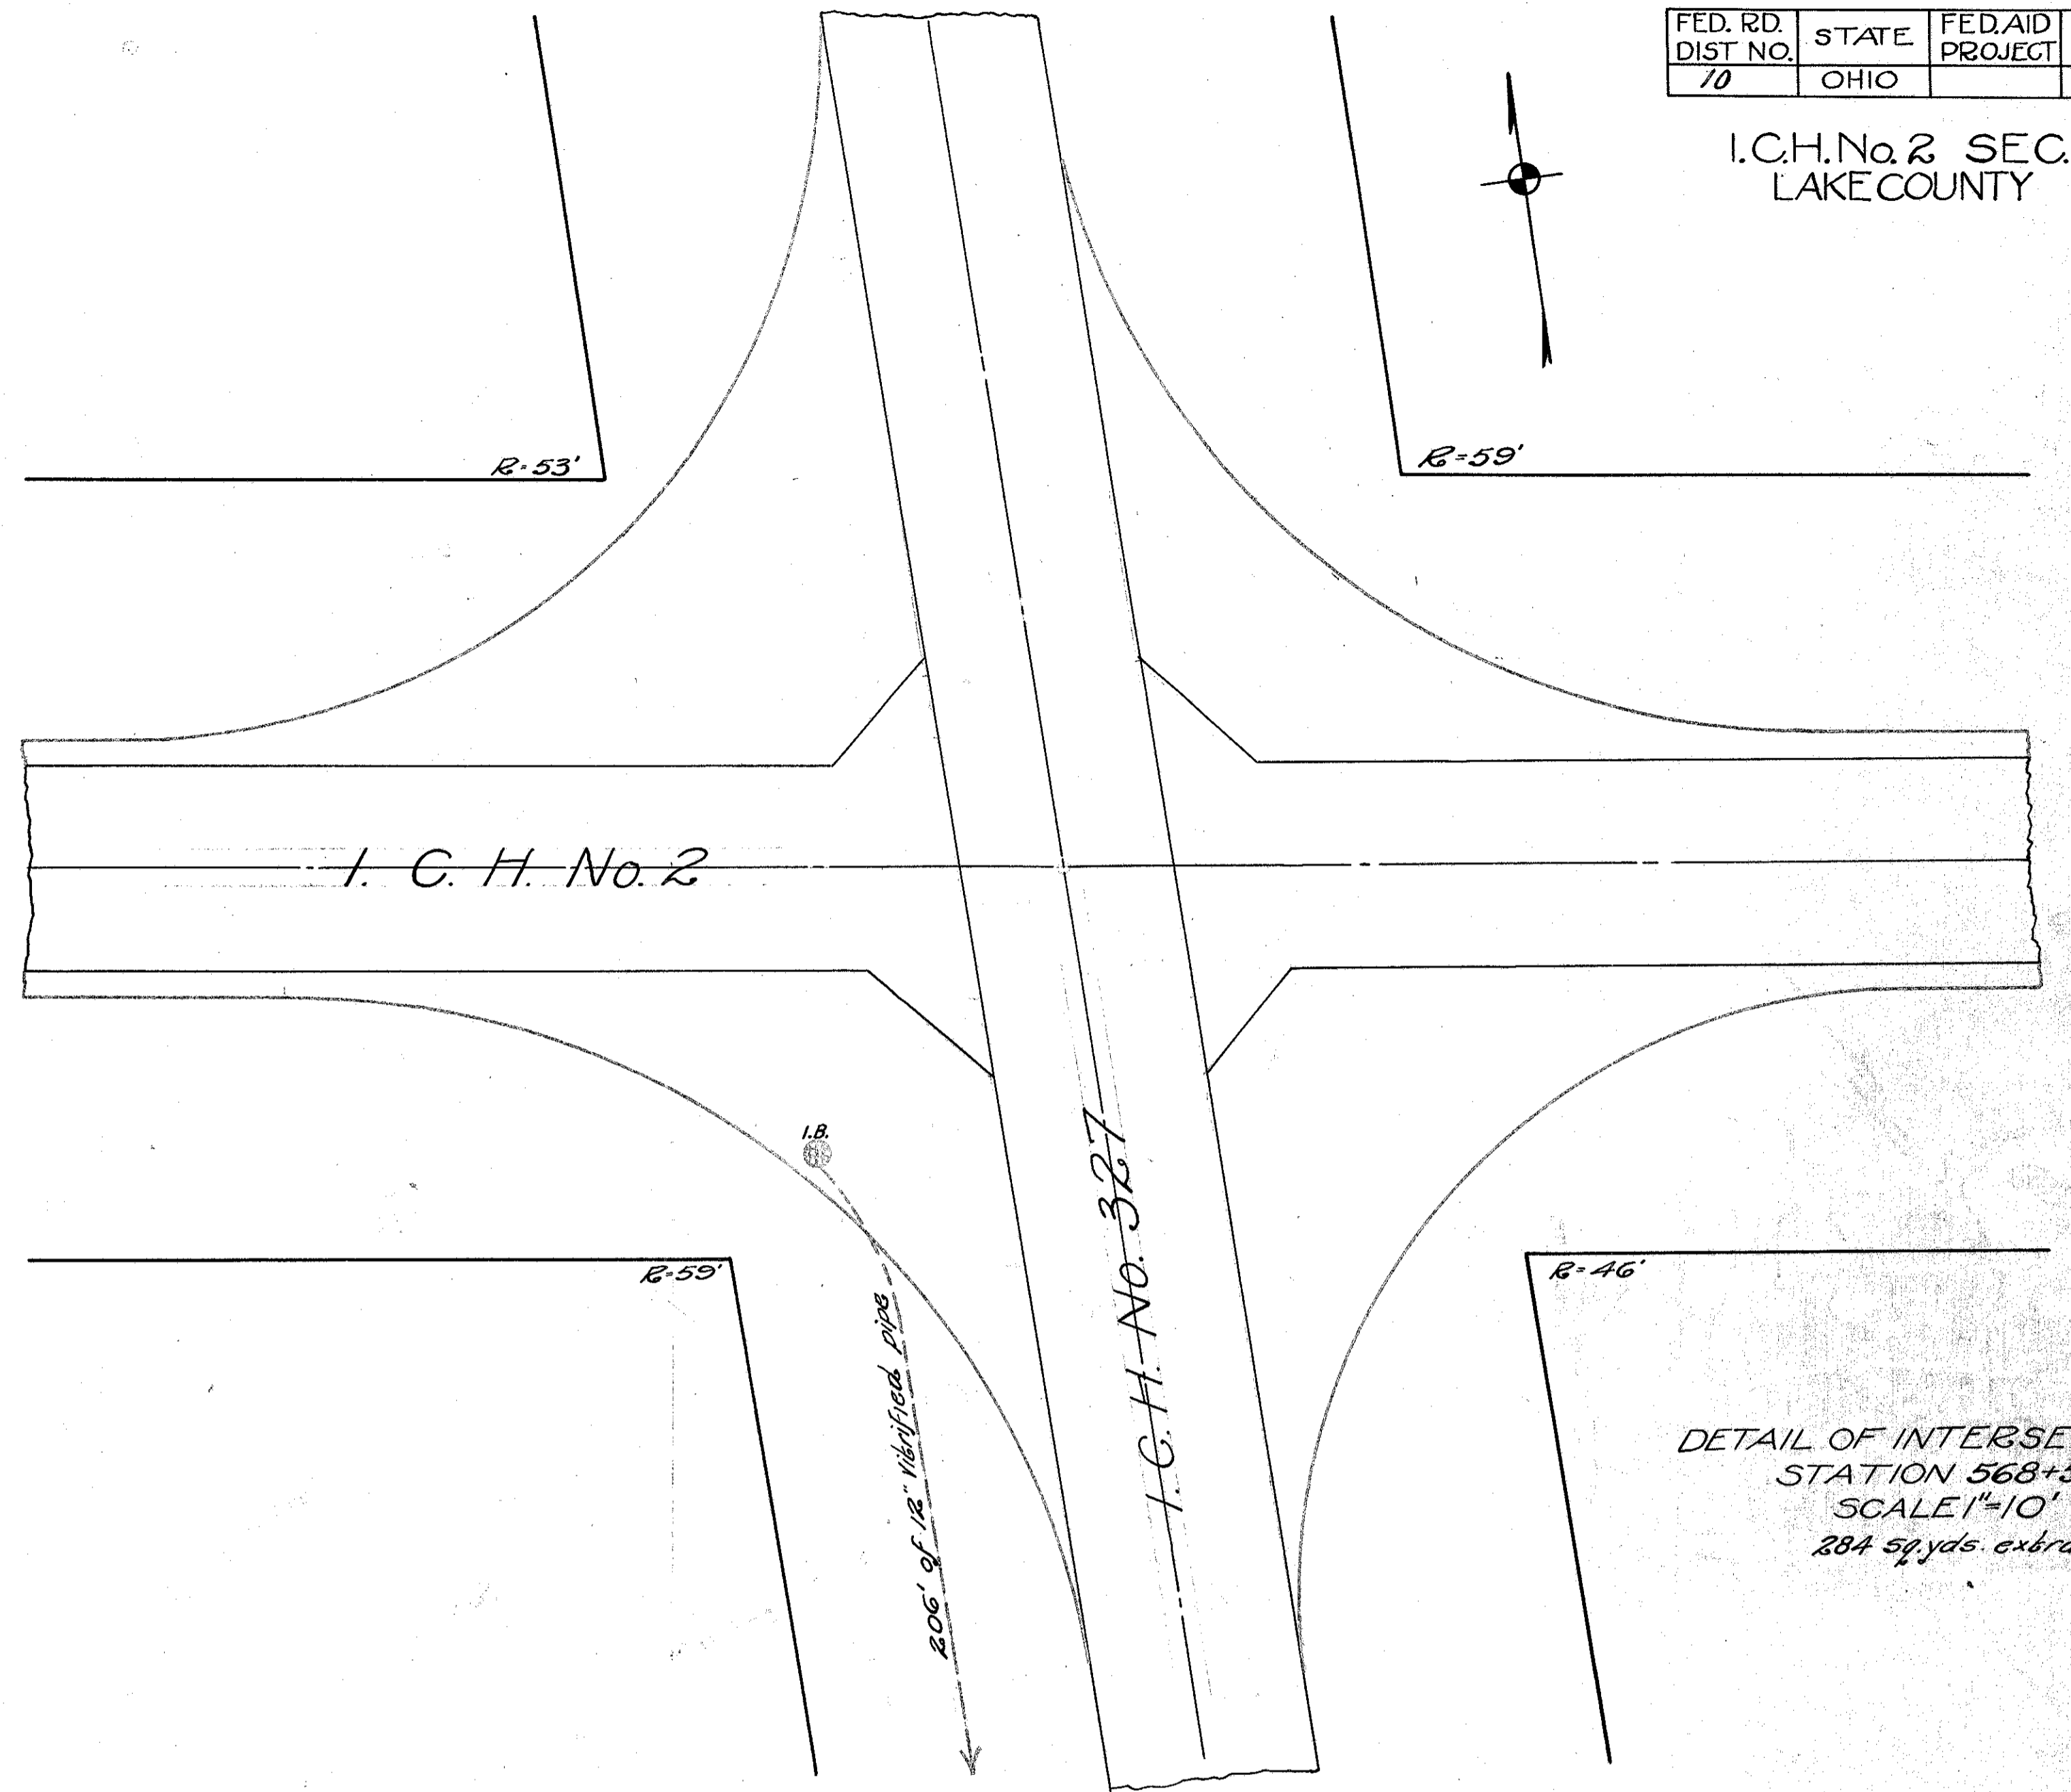 FED. RD. DIST NO. STATE FED.AID PROJECT
10 OHIO
I.C.H.No.2 SEC.
LAKE COUNTY
R=53'
R=59'
I. C. H. No. 2
I.B.
I. C. H. No. 327
R=59'
R=46'
206' of 12" Vitrified pipe
DETAIL OF INTERSE
STATION 568+5
SCALE 1"=10'
284 sq.yds. extra